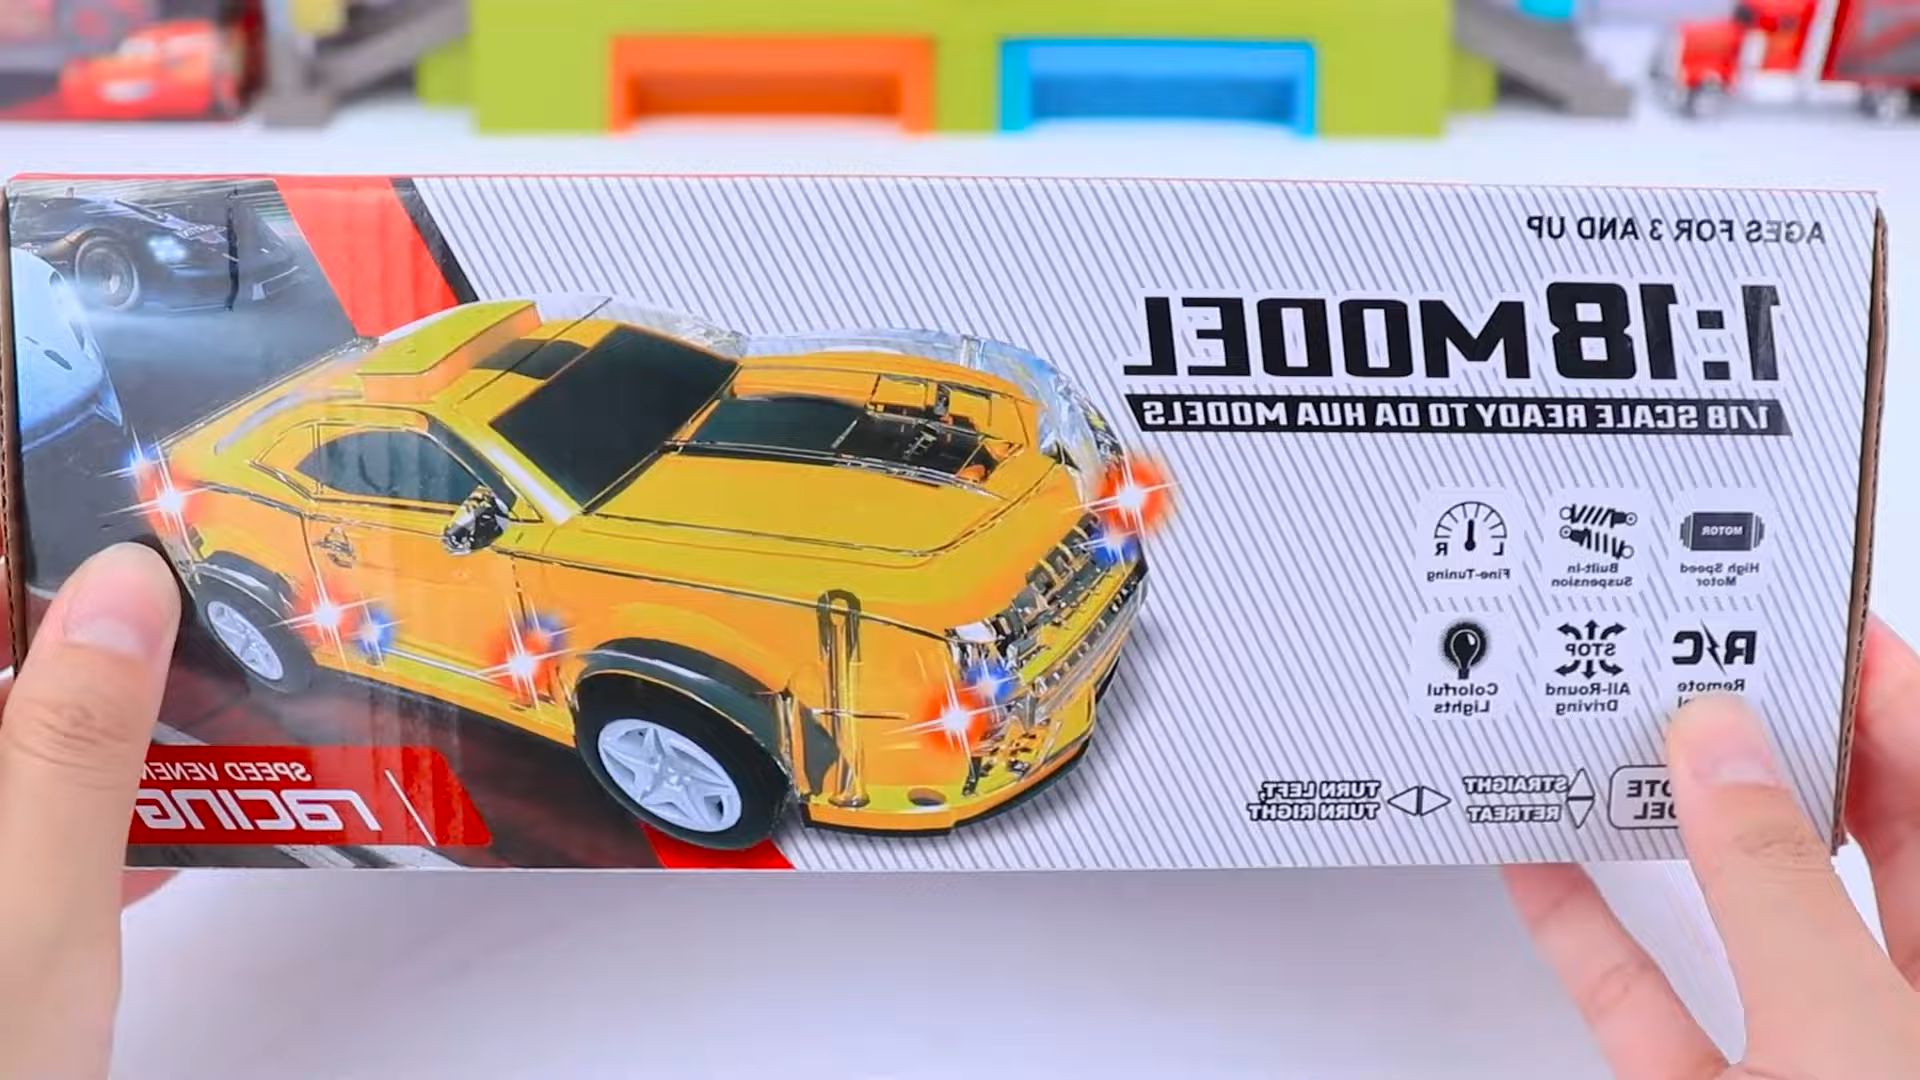 AGES FOR 3 AND UP
1:18 MODEL
1/18 SCALE READY TO DA HUA MODELS
MOTOR
High Speed
Motor
Built-In
Suspension
L R
Fine-Tuning
R/C
Remote
STOP
All-Round
Driving
Colorful
Lights
STRAIGHT
RETREAT
TURN LEFT,
TURN RIGHT
SPEED
racing